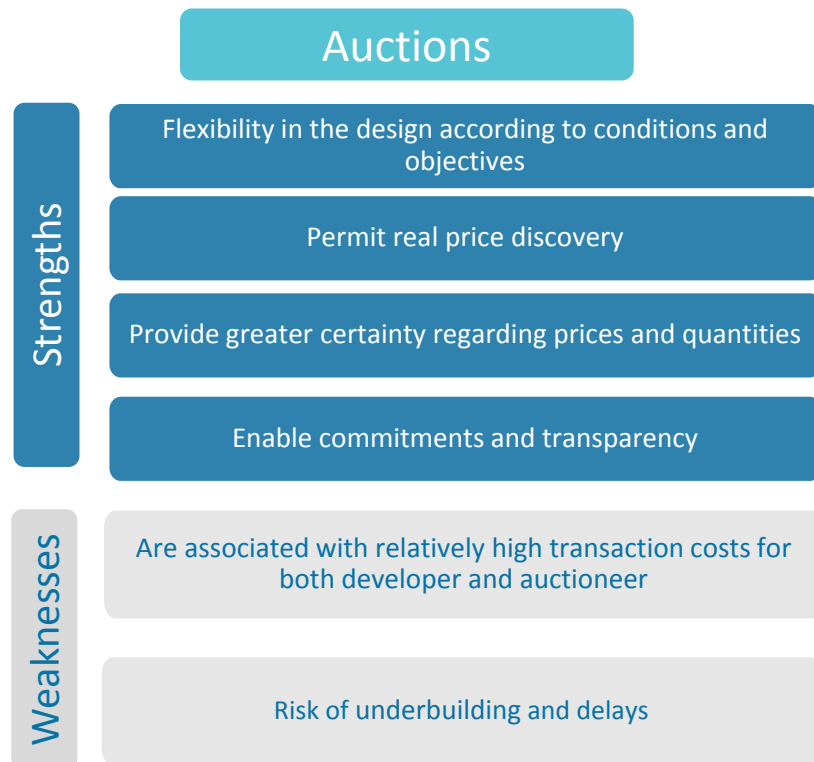 Auctions
Strengths
Flexibility in the design according to conditions and
objectives
Permit real price discovery
Provide greater certainty regarding prices and quantities
Enable commitments and transparency
Weaknesses
Are associated with relatively high transaction costs for
both developer and auctioneer
Risk of underbuilding and delays